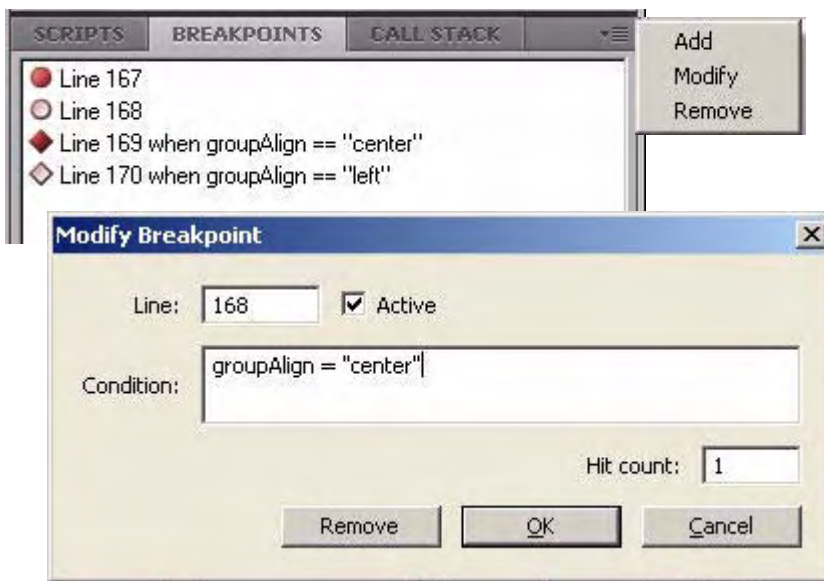 SCRIPTS BREAKPOINTS CALL STACK
Add
Modify
Remove
Line 167
Line 168
Line 169 when groupAlign == "center"
Line 170 when groupAlign == "left"
Modify Breakpoint
Line: 168 Active
Condition: groupAlign = "center"
Hit count: 1
Remove OK Cancel